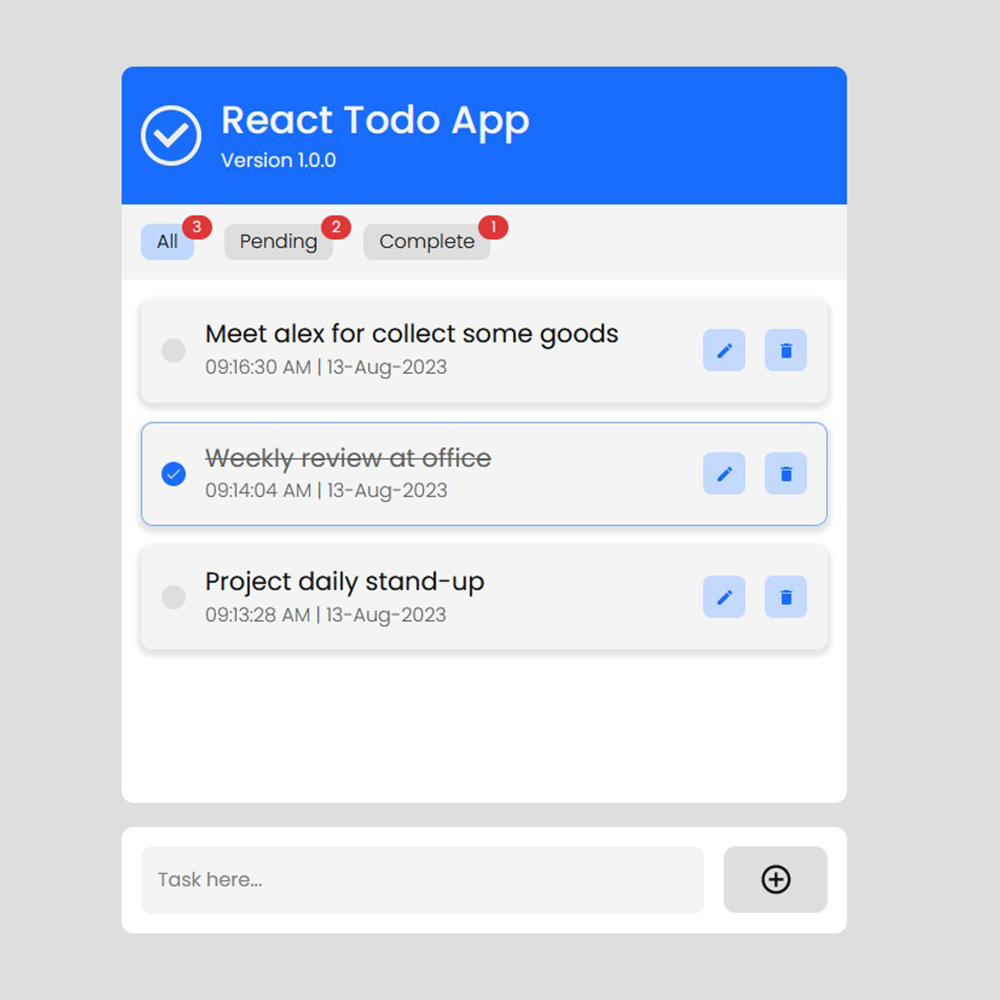 React Todo App
Version 1.0.0
All 3 Pending 2 Complete 1
Meet alex for collect some goods
09:16:30 AM | 13-Aug-2023
Weekly review at office
09:14:04 AM | 13-Aug-2023
Project daily stand-up
09:13:28 AM | 13-Aug-2023
Task here...